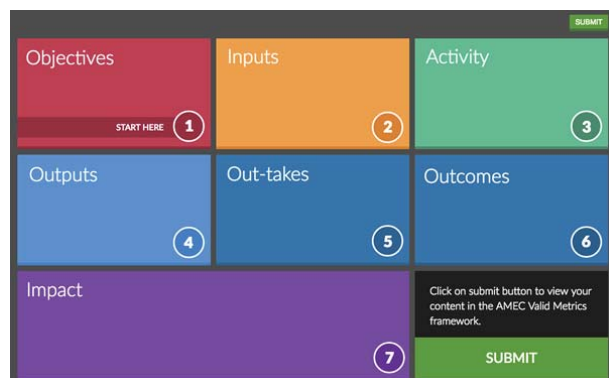 SUBMIT
Objectives
START HERE 1
Inputs
2
Activity
3
Outputs
4
Out-takes
5
Outcomes
6
Impact
7
Click on submit button to view your
content in the AMEC Valid Metrics
framework.
SUBMIT